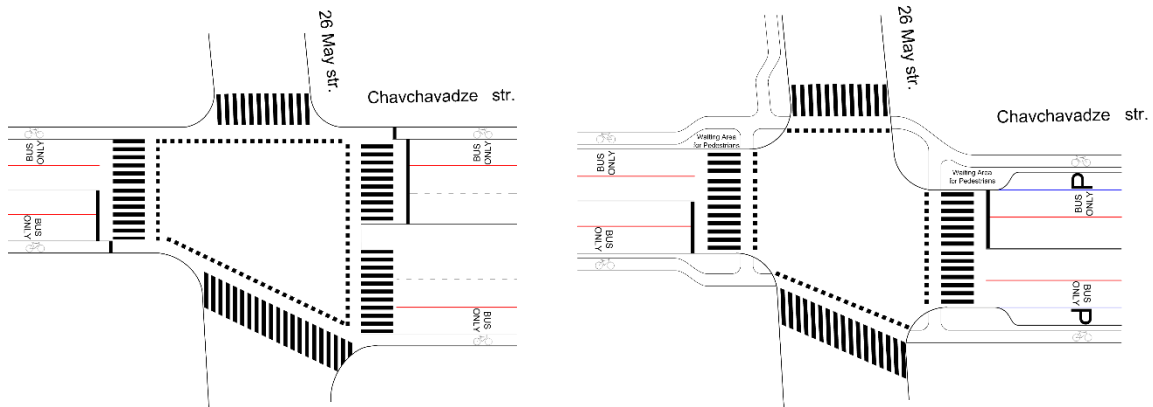 26 May str.
Chavchavadze str.
BUS
ONLY
BUS
ONLY
BUS
ONLY
BUS
ONLY
26 May str.
Chavchavadze str.
Waiting Area
for Pedestrians
Waiting Area
for Pedestrians
BUS
ONLY
P
BUS
ONLY
BUS
ONLY
BUS
ONLY
P